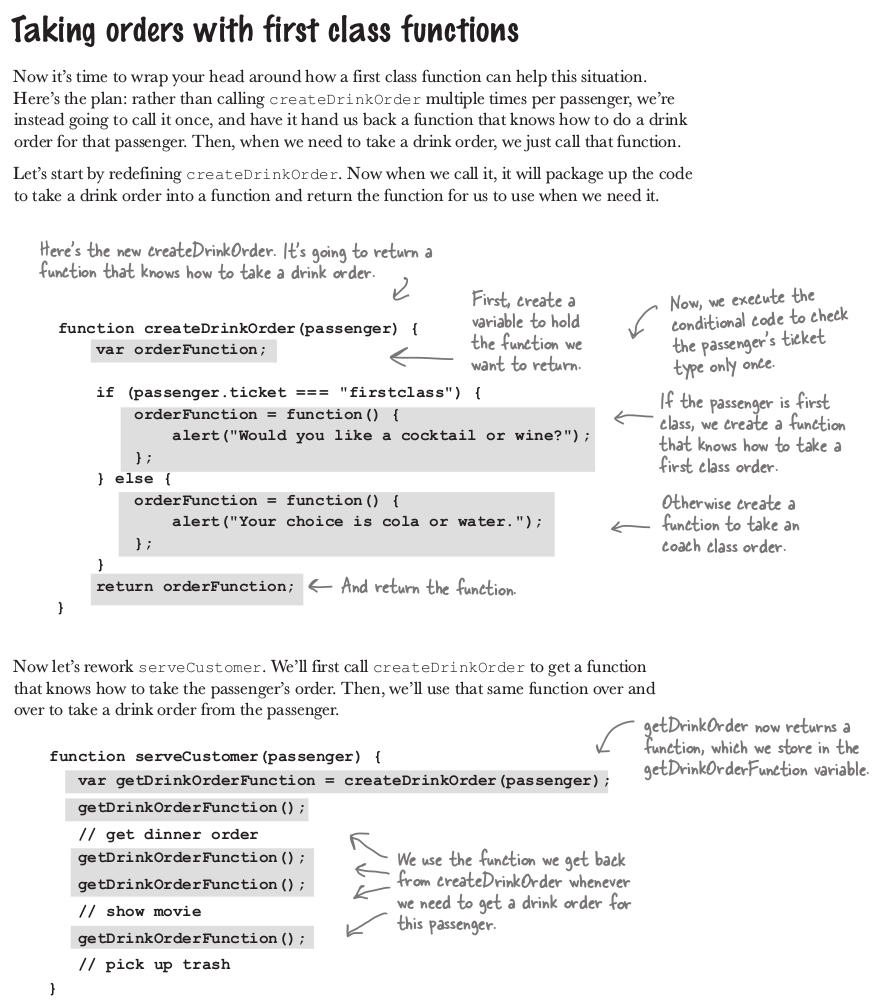 Taking orders with first class functions
Now it's time to wrap your head around how a first class function can help this situation.
Here's the plan: rather than calling createDrinkOrder multiple times per passenger, we're
instead going to call it once, and have it hand us back a function that knows how to do a drink
order for that passenger. Then, when we need to take a drink order, we just call that function.
Let's start by redefining createDrinkOrder. Now when we call it, it will package up the code
to take a drink order into a function and return the function for us to use when we need it.
Here's the new createDrinkOrder. It's going to return a
function that knows how to take a drink order.
First, create a
variable to hold
the function we
want to return.
Now, we execute the
conditional code to check
the passenger's ticket
type only once.
function createDrinkOrder(passenger) {
var orderFunction;
if (passenger.ticket === "firstclass") {
orderFunction = function() {
alert("Would you like a cocktail or wine?");
};
If the passenger is first
class, we create a function
that knows how to take a
first class order.
} else {
orderFunction = function() {
alert("Your choice is cola or water.");
};
Otherwise create a
function to take an
coach class order.
}
return orderFunction;
And return the function.
}
Now let's rework serveCustomer. We'll first call createDrinkOrder to get a function
that knows how to take the passenger's order. Then, we'll use that same function over and
over to take a drink order from the passenger.
getDrinkOrder now returns a
function, which we store in the
getDrinkOrderFunction variable.
function serveCustomer(passenger) {
var getDrinkOrderFunction = createDrinkOrder(passenger);
getDrinkOrderFunction();
// get dinner order
getDrinkOrderFunction();
getDrinkOrderFunction();
// show movie
getDrinkOrderFunction();
// pick up trash
}
We use the function we get back
from createDrinkOrder whenever
we need to get a drink order for
this passenger.